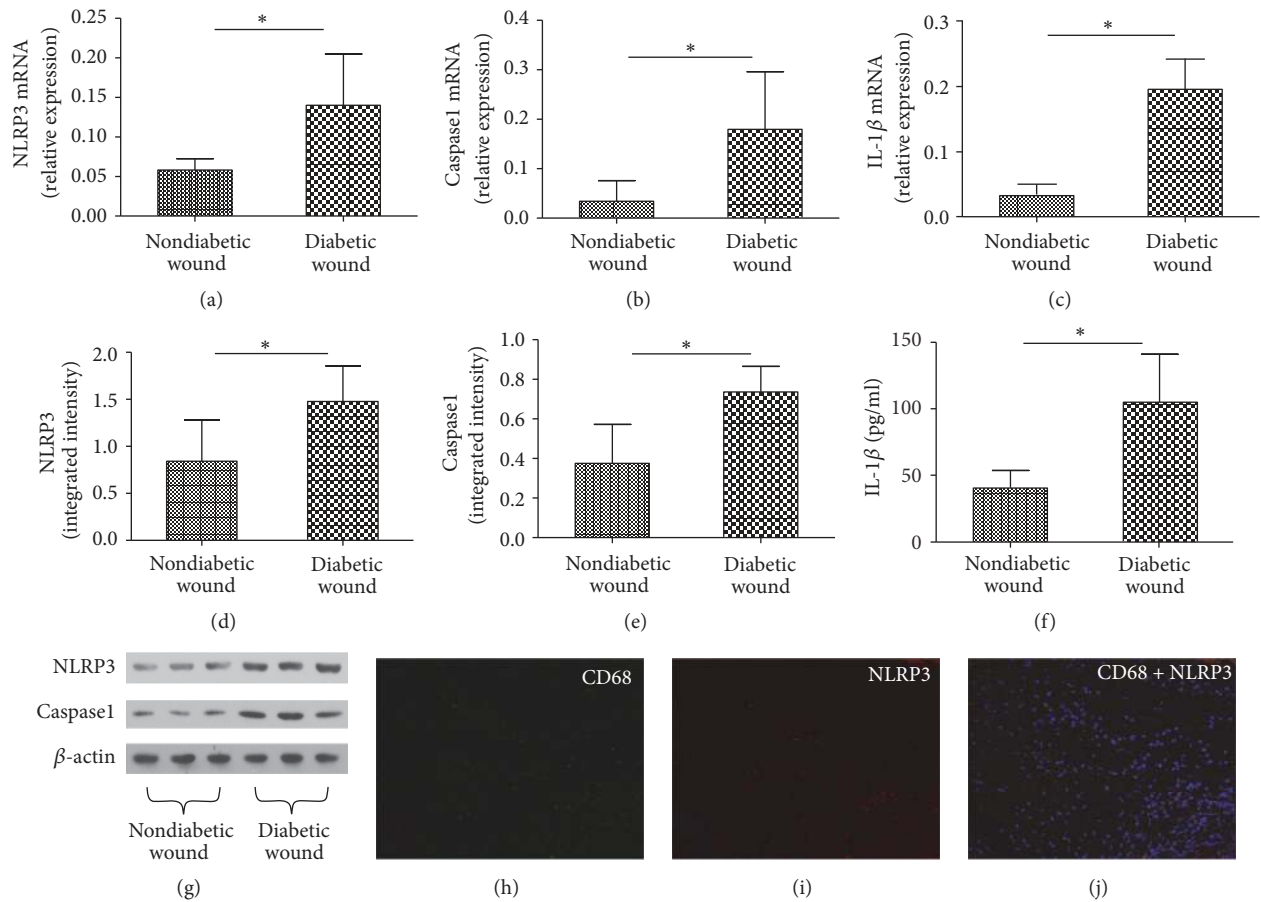 NLRP3 mRNA
(relative expression)
0.25
0.20
0.15
0.10
0.05
0.00
*
Nondiabetic
wound
Diabetic
wound
(a)
Caspase1 mRNA
(relative expression)
0.4
0.3
0.2
0.1
0.0
*
Nondiabetic
wound
Diabetic
wound
(b)
IL-1β mRNA
(relative expression)
0.3
0.2
0.1
0.0
*
Nondiabetic
wound
Diabetic
wound
(c)
NLRP3
(integrated intensity)
2.0
1.5
1.0
0.5
0.0
*
Nondiabetic
wound
Diabetic
wound
(d)
Caspase1
(integrated intensity)
1.0
0.8
0.6
0.4
0.2
0.0
*
Nondiabetic
wound
Diabetic
wound
(e)
IL-1β (pg/ml)
150
100
50
0
*
Nondiabetic
wound
Diabetic
wound
(f)
NLRP3
Caspase1
β-actin
Nondiabetic
wound
Diabetic
wound
(g)
CD68
(h)
NLRP3
(i)
CD68 + NLRP3
(j)